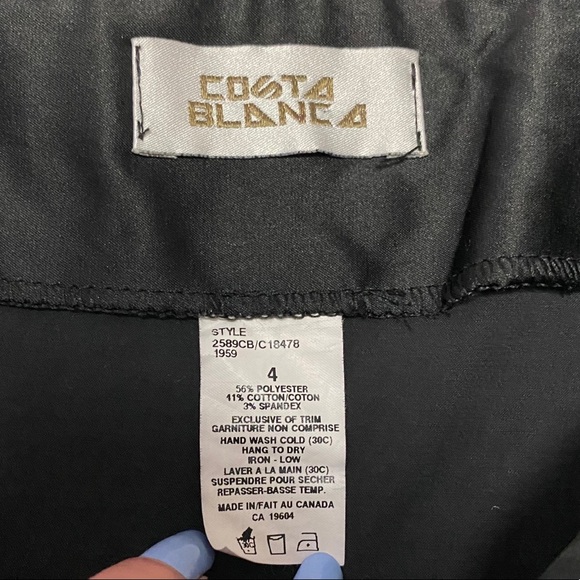 COSTA
BLANCA
STYLE
2589CB/C18478
1959
4
56% POLYESTER
41% COTTON/COTON
3% SPANDEX
EXCLUSIVE OF TRIM
GARNITURE NON COMPRISE
HAND WASH COLD (30C)
HANG TO DRY
IRON - LOW
LAVER A LA MAIN (30C)
SUSPENDRE POUR SECHER
REPASSER-BASSE TEMP.
MADE IN/FAIT AU CANADA
CA 19604
30C